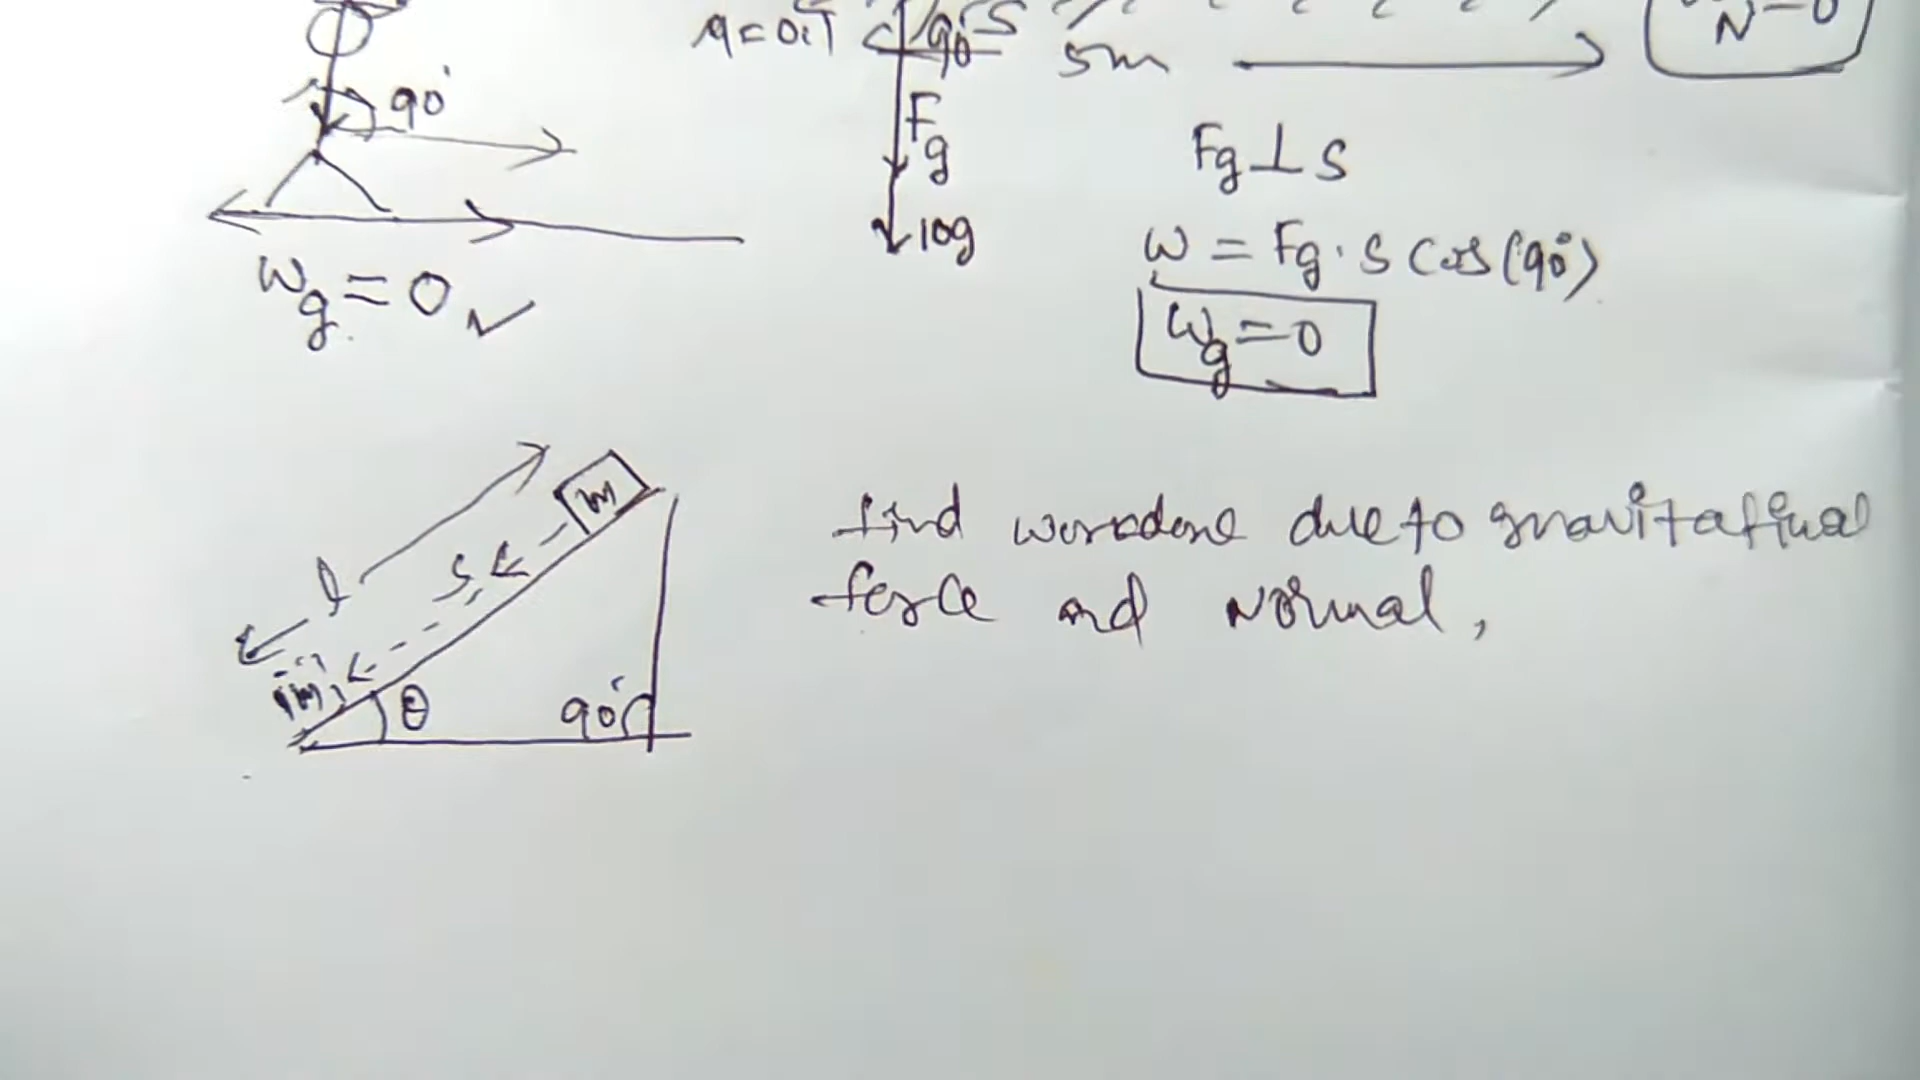 90°
5m
N = 0
90°
Fg
Fg ⊥ S
10g
W = Fg · S cos(90°)
Wg = 0 ✓
Wg = 0
m
l
S
m
θ
90°
find workdone due to gravitational
force and Normal,